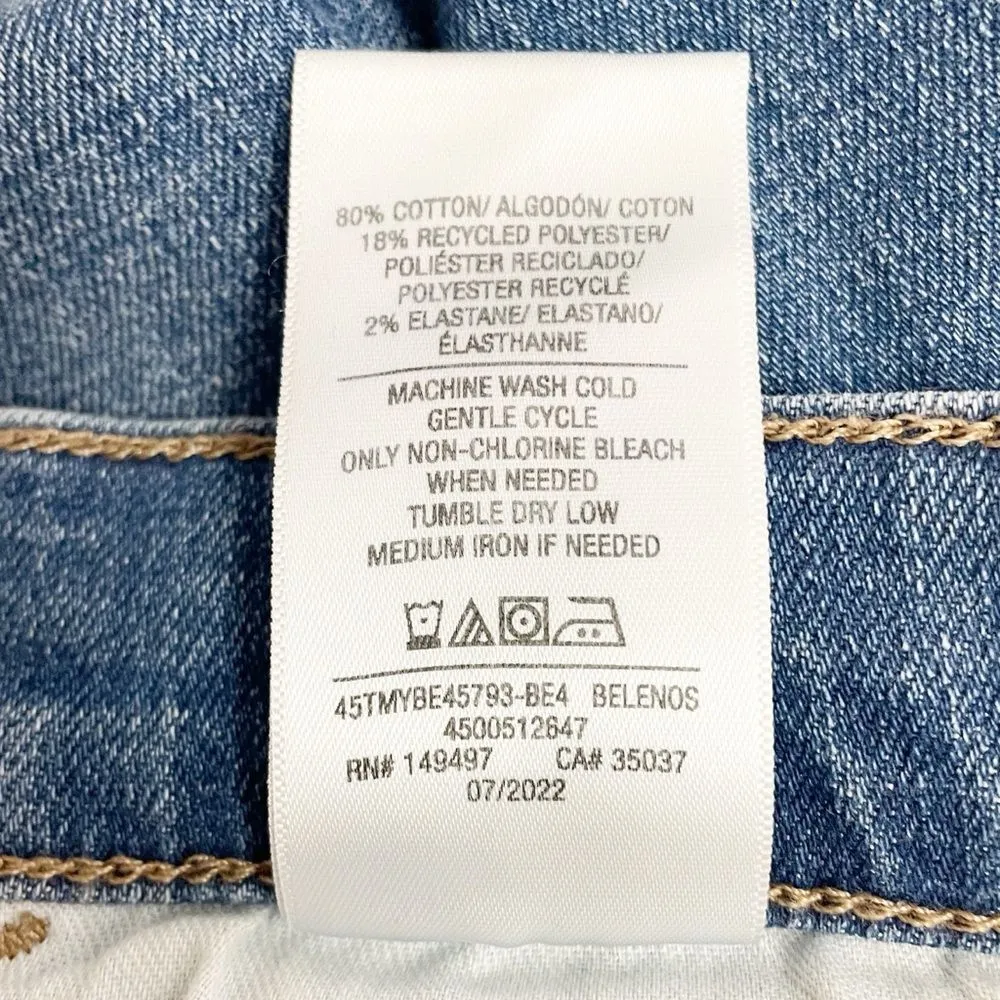 80% COTTON/ ALGODÓN/ COTON
18% RECYCLED POLYESTER/
POLIÉSTER RECICLADO/
POLYESTER RECYCLÉ
2% ELASTANE/ ELASTANO/
ÉLASTHANNE
MACHINE WASH COLD
GENTLE CYCLE
ONLY NON-CHLORINE BLEACH
WHEN NEEDED
TUMBLE DRY LOW
MEDIUM IRON IF NEEDED
45TMYBE45793-BE4 BELENOS
4500512847
RN# 149497 CA# 35037
07/2022